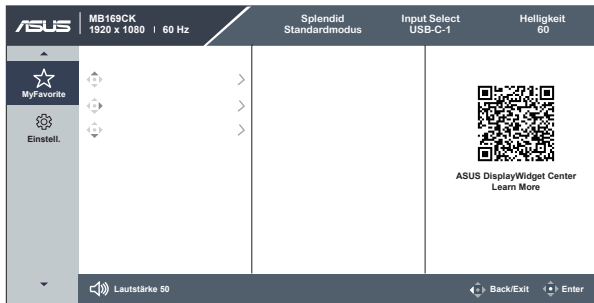 ASUS
MB169CK
1920 x 1080 | 60 Hz
Splendid
Standardmodus
Input Select
USB-C-1
Helligkeit
60
MyFavorite
Einstell.
ASUS DisplayWidget Center
Learn More
Lautstärke 50
Back/Exit
Enter